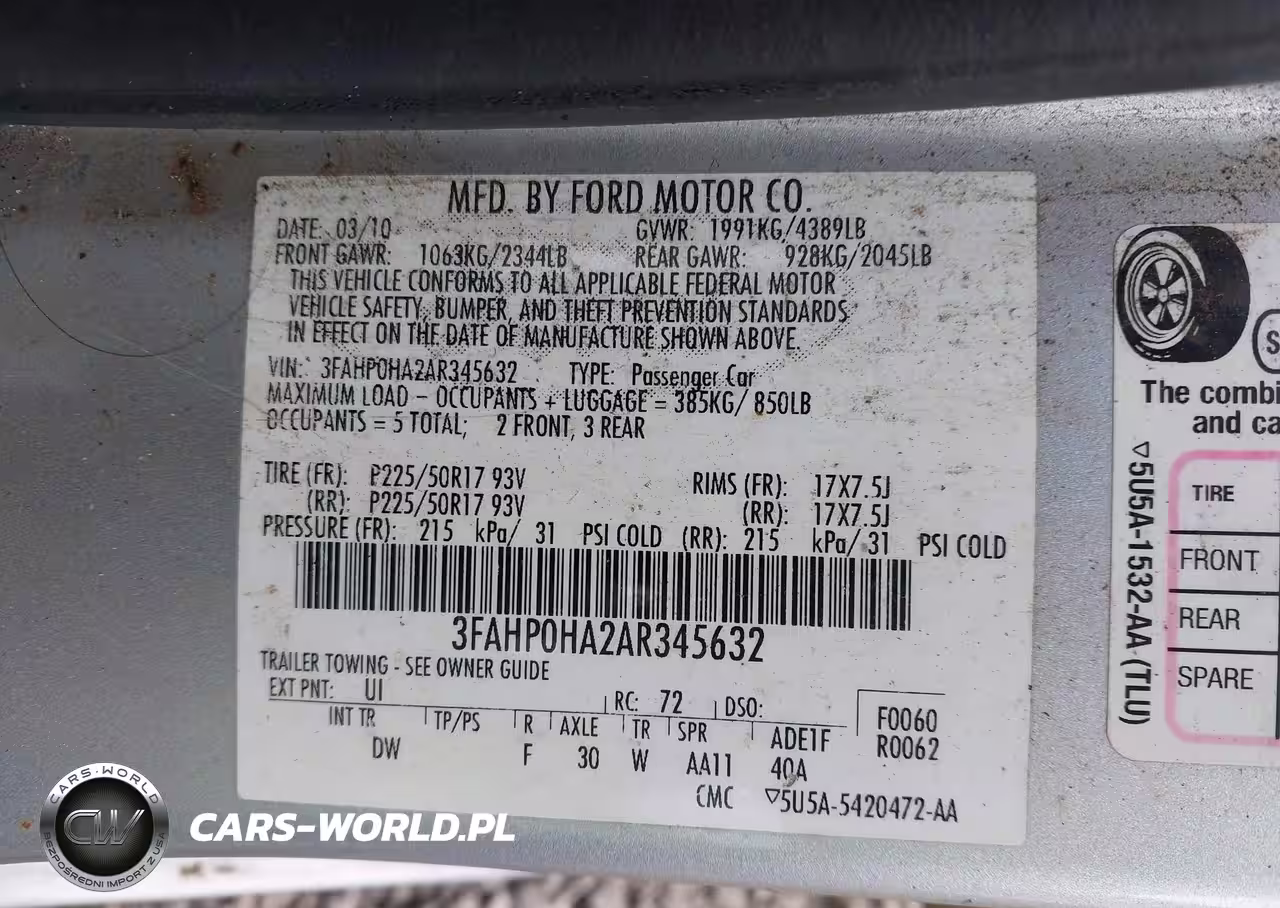 MFD. BY FORD MOTOR CO.
DATE: 03/10 GVWR: 1991KG/4389LB
FRONT GAWR: 1063KG/2344LB REAR GAWR: 928KG/2045LB
THIS VEHICLE CONFORMS TO ALL APPLICABLE FEDERAL MOTOR
VEHICLE SAFETY, BUMPER, AND THEFT PREVENTION STANDARDS
IN EFFECT ON THE DATE OF MANUFACTURE SHOWN ABOVE.
VIN: 3FAHP0HA2AR345632 TYPE: Passenger Car
MAXIMUM LOAD - OCCUPANTS + LUGGAGE = 385KG/ 850LB
OCCUPANTS = 5 TOTAL; 2 FRONT, 3 REAR
TIRE (FR): P225/50R17 93V RIMS (FR): 17X7.5J
(RR): P225/50R17 93V (RR): 17X7.5J
PRESSURE (FR): 215 kPa/ 31 PSI COLD (RR): 215 kPa/ 31 PSI COLD
3FAHP0HA2AR345632
TRAILER TOWING - SEE OWNER GUIDE
EXT PNT: UI RC: 72 DSO:
INT TR TP/PS R AXLE TR SPR ADE1F F0060
DW F 30 W AA11 40A R0062
CMC ▽5U5A-5420472-AA
The combi
and ca
TIRE
FRONT
REAR
SPARE
▽5U5A-1532-AA (TLU)
CARS-WORLD
CW
BEZPOŚREDNI IMPORT Z USA
CARS-WORLD.PL